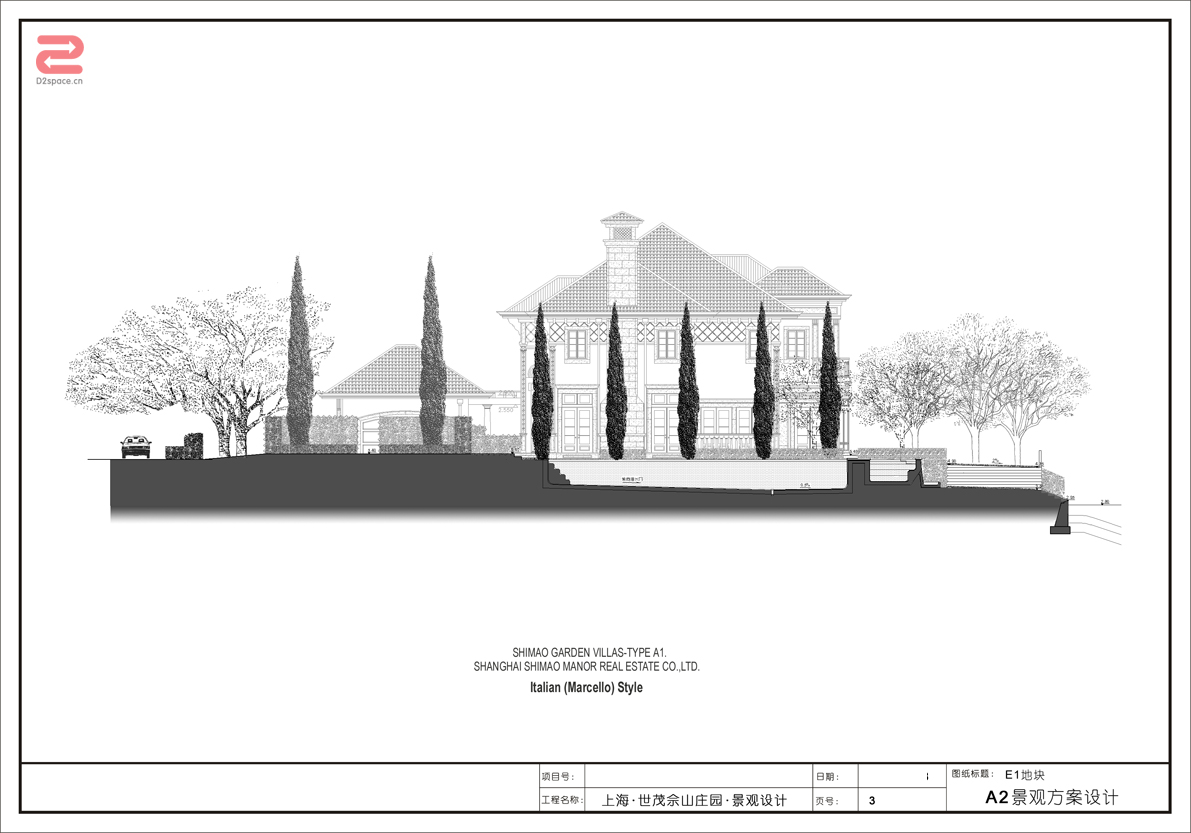 D2space.cn
2.550
SHIMAO GARDEN VILLAS-TYPE A1.
SHANGHAI SHIMAO MANOR REAL ESTATE CO.,LTD.
Italian (Marcello) Style
项目号:
日期:
图纸标题: E1地块
工程名称: 上海·世茂佘山庄园·景观设计
页号: 3
A2景观方案设计